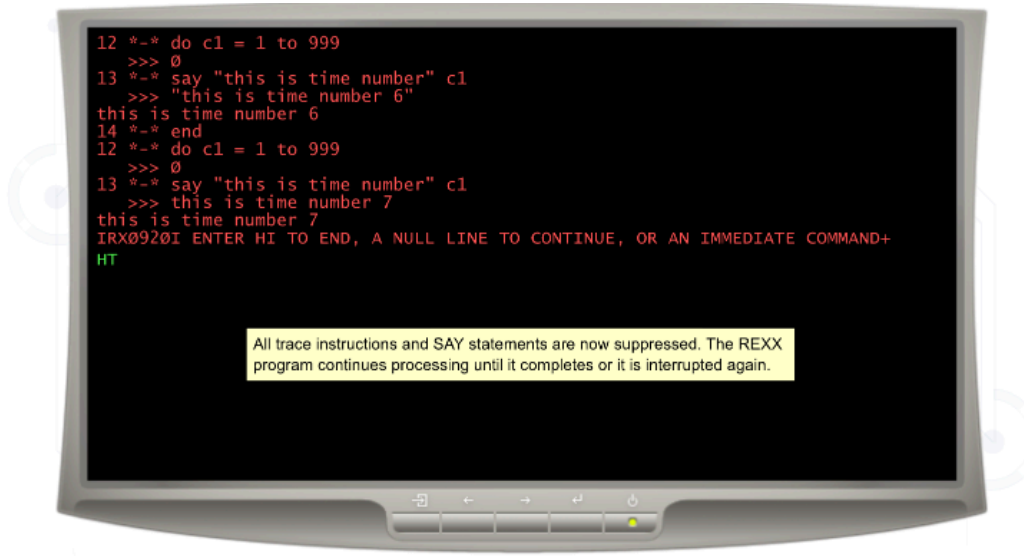 12 *-* do c1 = 1 to 999
>>> Ø
13 *-* say "this is time number" c1
>>> "this is time number 6"
this is time number 6
14 *-* end
12 *-* do c1 = 1 to 999
>>> Ø
13 *-* say "this is time number" c1
>>> this is time number 7
this is time number 7
IRXØ92ØI ENTER HI TO END, A NULL LINE TO CONTINUE, OR AN IMMEDIATE COMMAND+
HT
All trace instructions and SAY statements are now suppressed. The REXX
program continues processing until it completes or it is interrupted again.